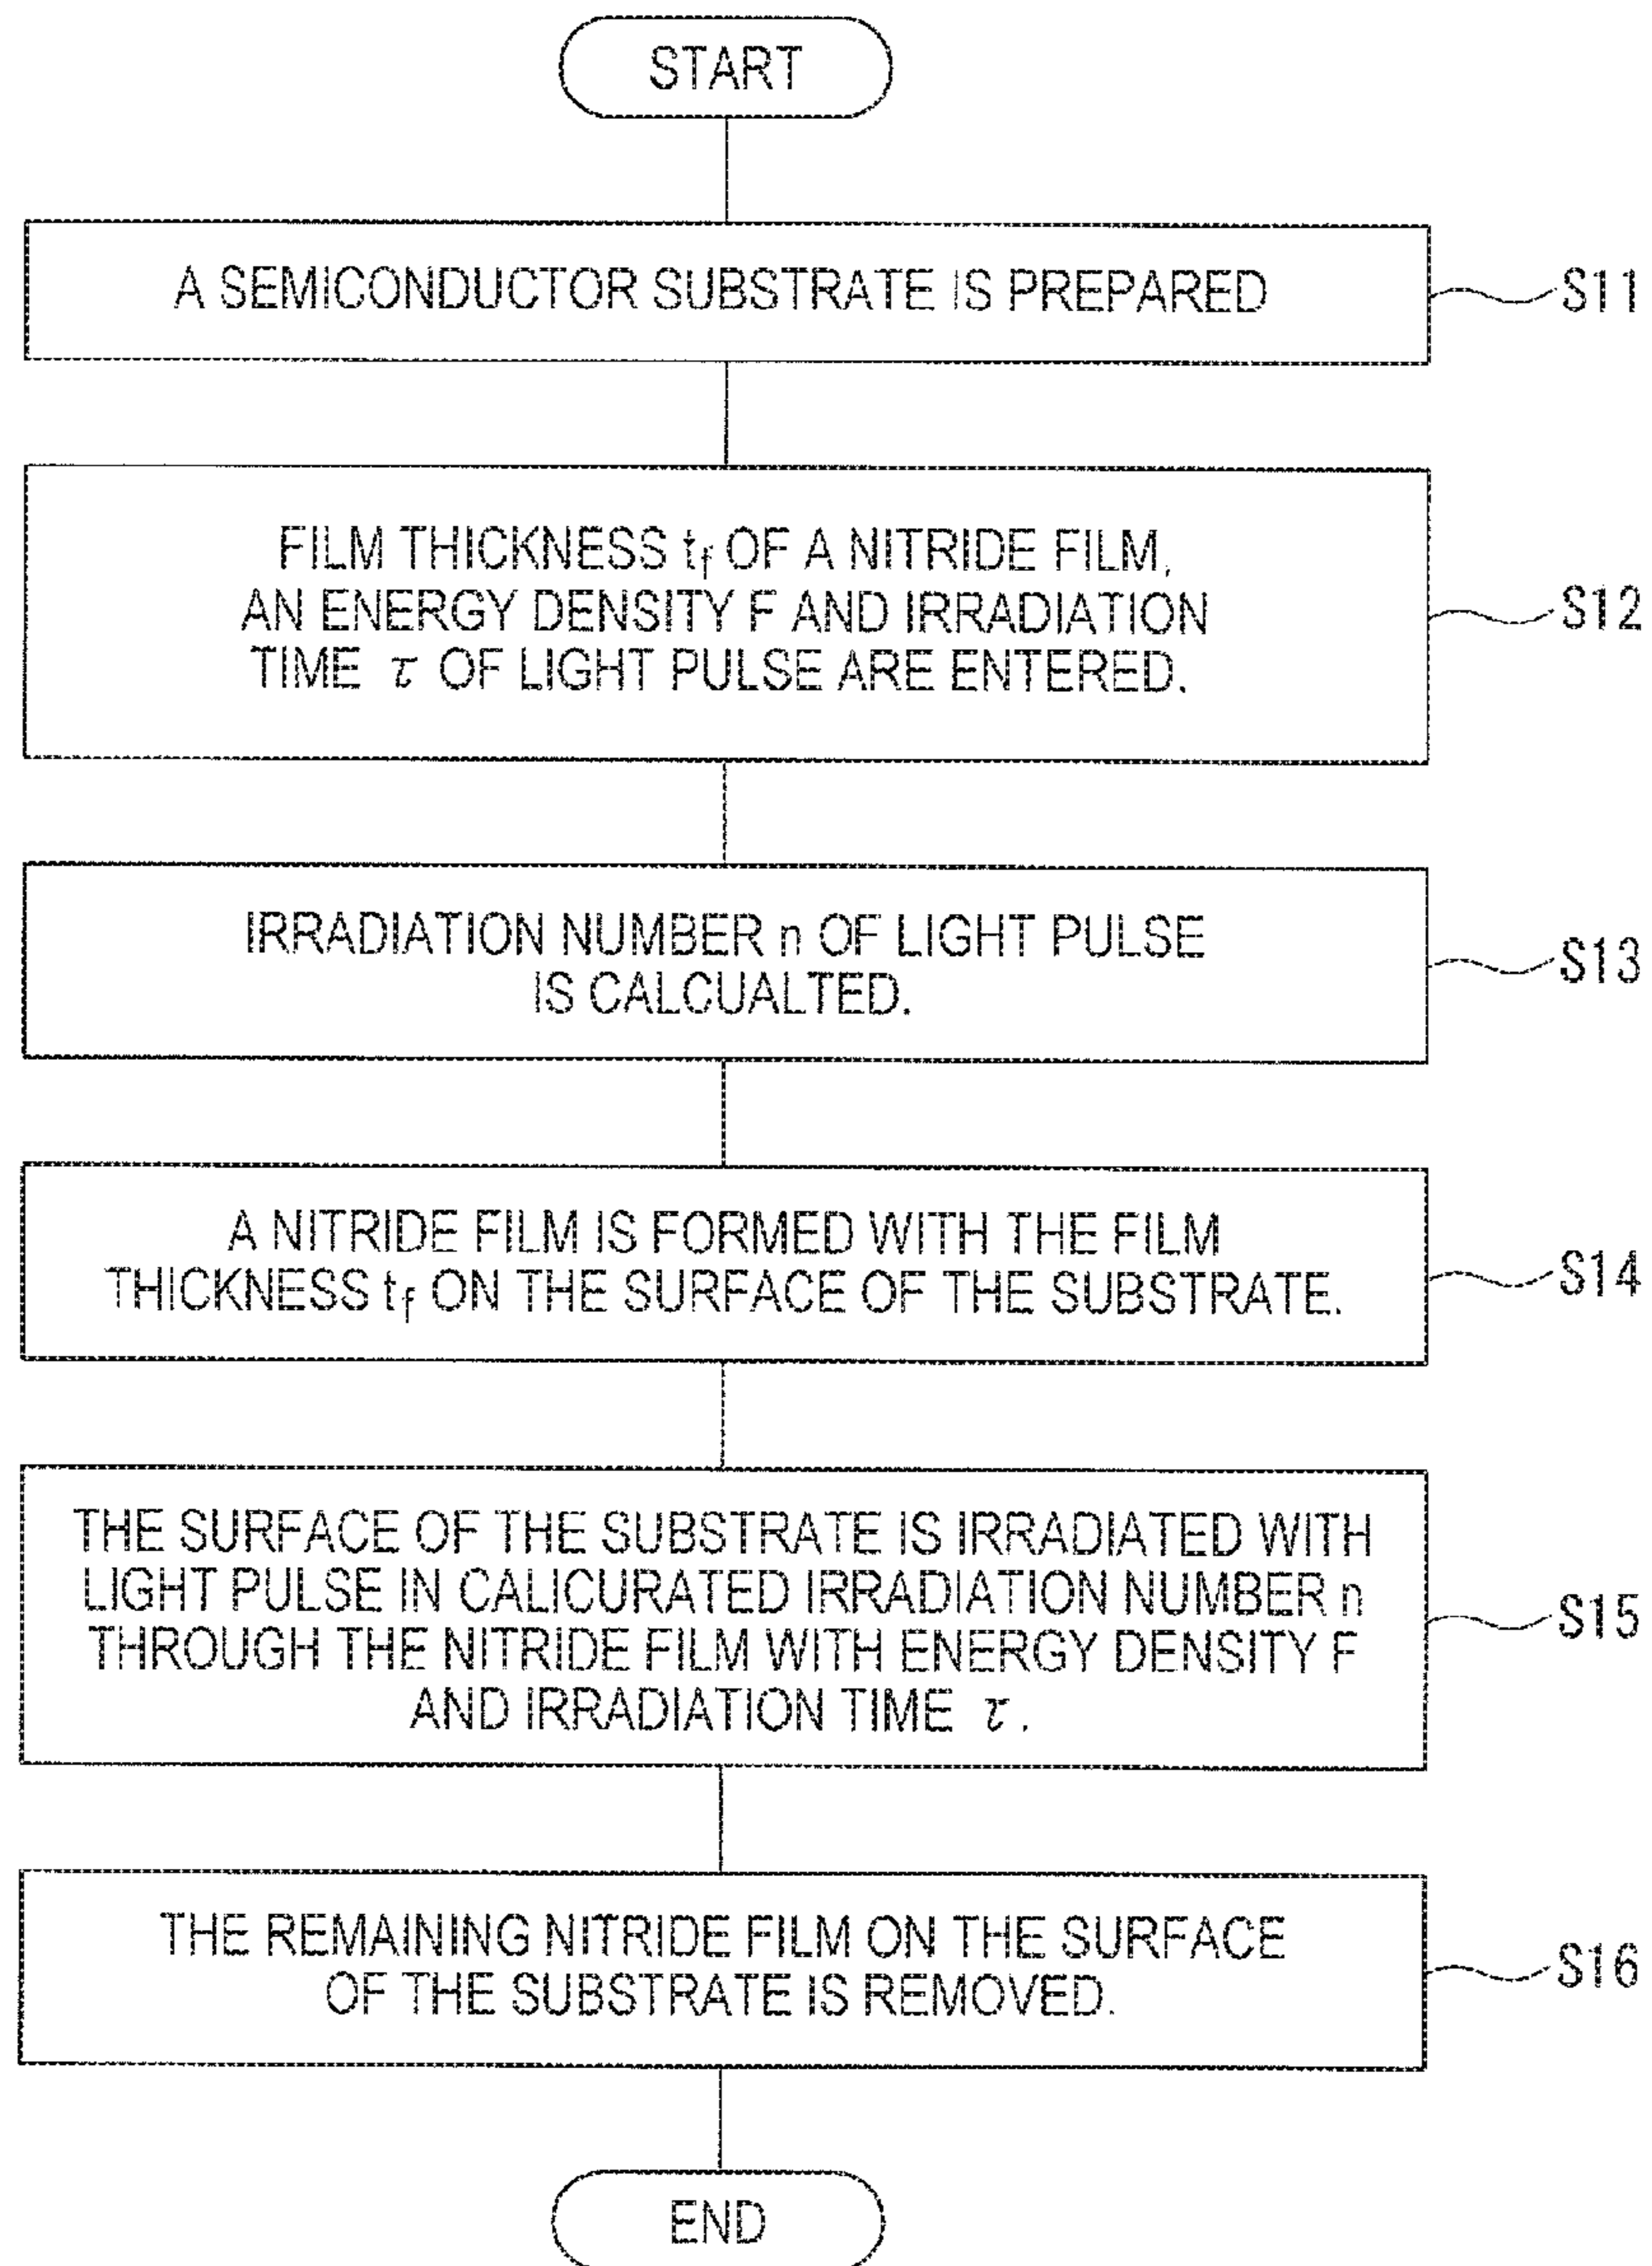 START
A SEMICONDUCTOR SUBSTRATE IS PREPARED
S11
FILM THICKNESS tf OF A NITRIDE FILM,
AN ENERGY DENSITY F AND IRRADIATION
TIME τ OF LIGHT PULSE ARE ENTERED.
S12
IRRADIATION NUMBER n OF LIGHT PULSE
IS CALCUALTED.
S13
A NITRIDE FILM IS FORMED WITH THE FILM
THICKNESS tf ON THE SURFACE OF THE SUBSTRATE.
S14
THE SURFACE OF THE SUBSTRATE IS IRRADIATED WITH
LIGHT PULSE IN CALICURATED IRRADIATION NUMBER n
THROUGH THE NITRIDE FILM WITH ENERGY DENSITY F
AND IRRADIATION TIME τ.
S15
THE REMAINING NITRIDE FILM ON THE SURFACE
OF THE SUBSTRATE IS REMOVED.
S16
END